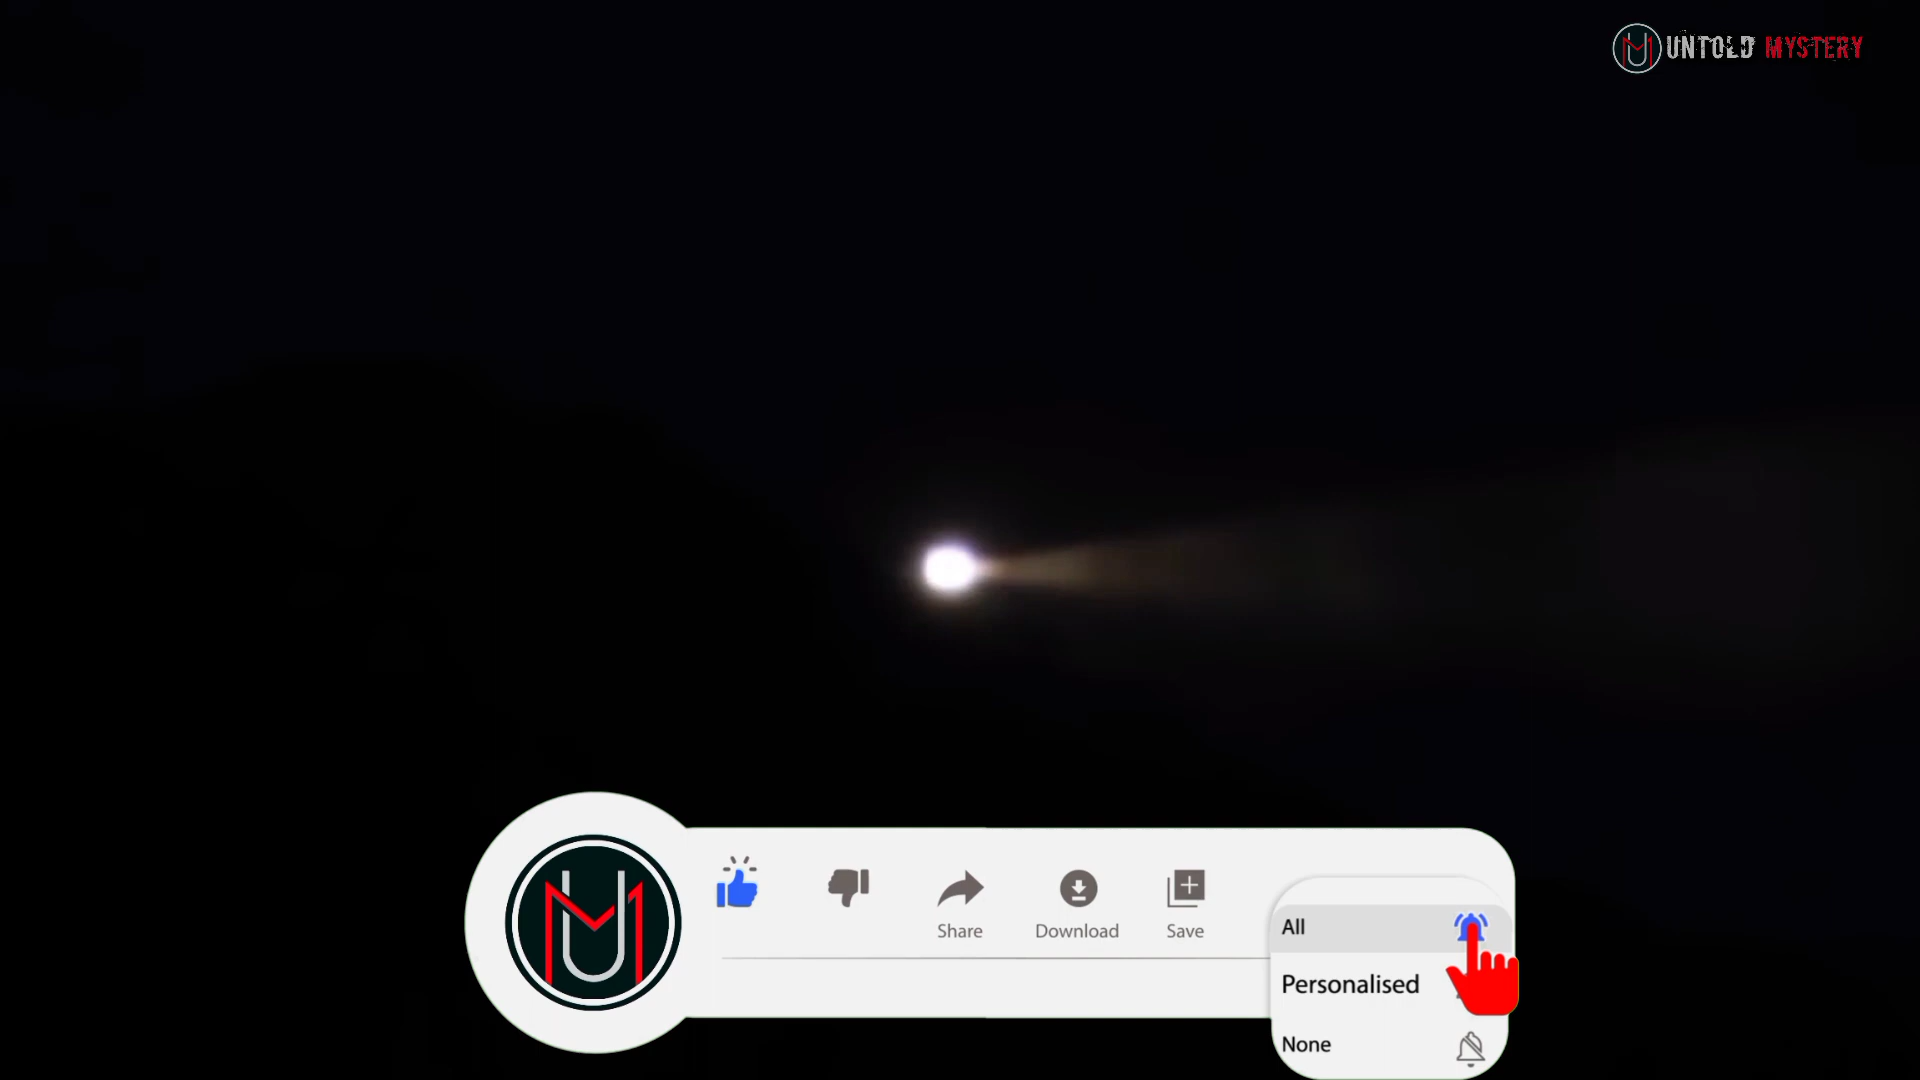 UNTOLD MYSTERY
Share
Download
Save
All
Personalised
None